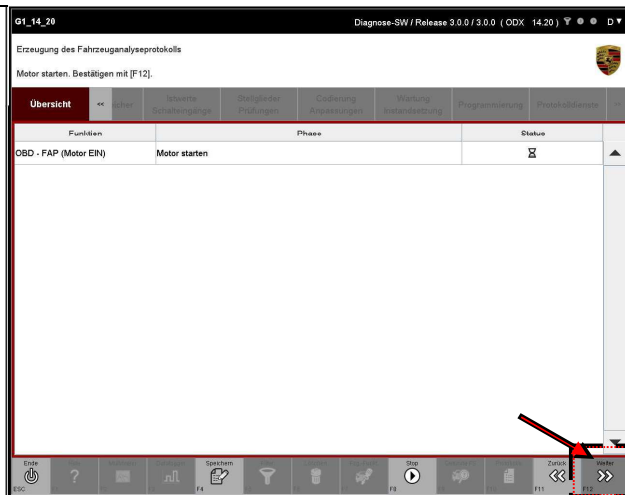 G1_14_20
Diagnose-SW / Release 3.0.0 / 3.0.0 ( ODX 14.20 )
D
Erzeugung des Fahrzeuganalyseprotokolls
Motor starten. Bestätigen mit [F12].
Übersicht
<<
Istwerte
Schalteingänge
Stellglieder
Prüfungen
Codierung
Anpassungen
Wartung
Instandsetzung
Programmierung
Protokolldienste
Funktion
Phase
Status
OBD - FAP (Motor EIN)
Motor starten
Ende
ESC
Speichern
F4
Stop
F8
Zurück
F11
Weiter
F12